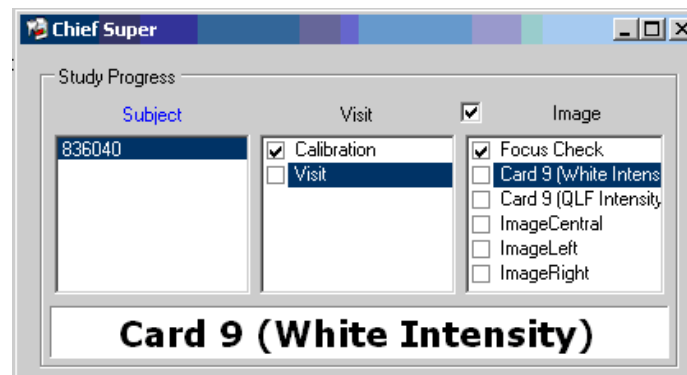 Chief Super
Study Progress
Subject Visit Image
836040
Calibration
Visit
Focus Check
Card 9 (White Intens
Card 9 (QLF Intensity
ImageCentral
ImageLeft
ImageRight
Card 9 (White Intensity)